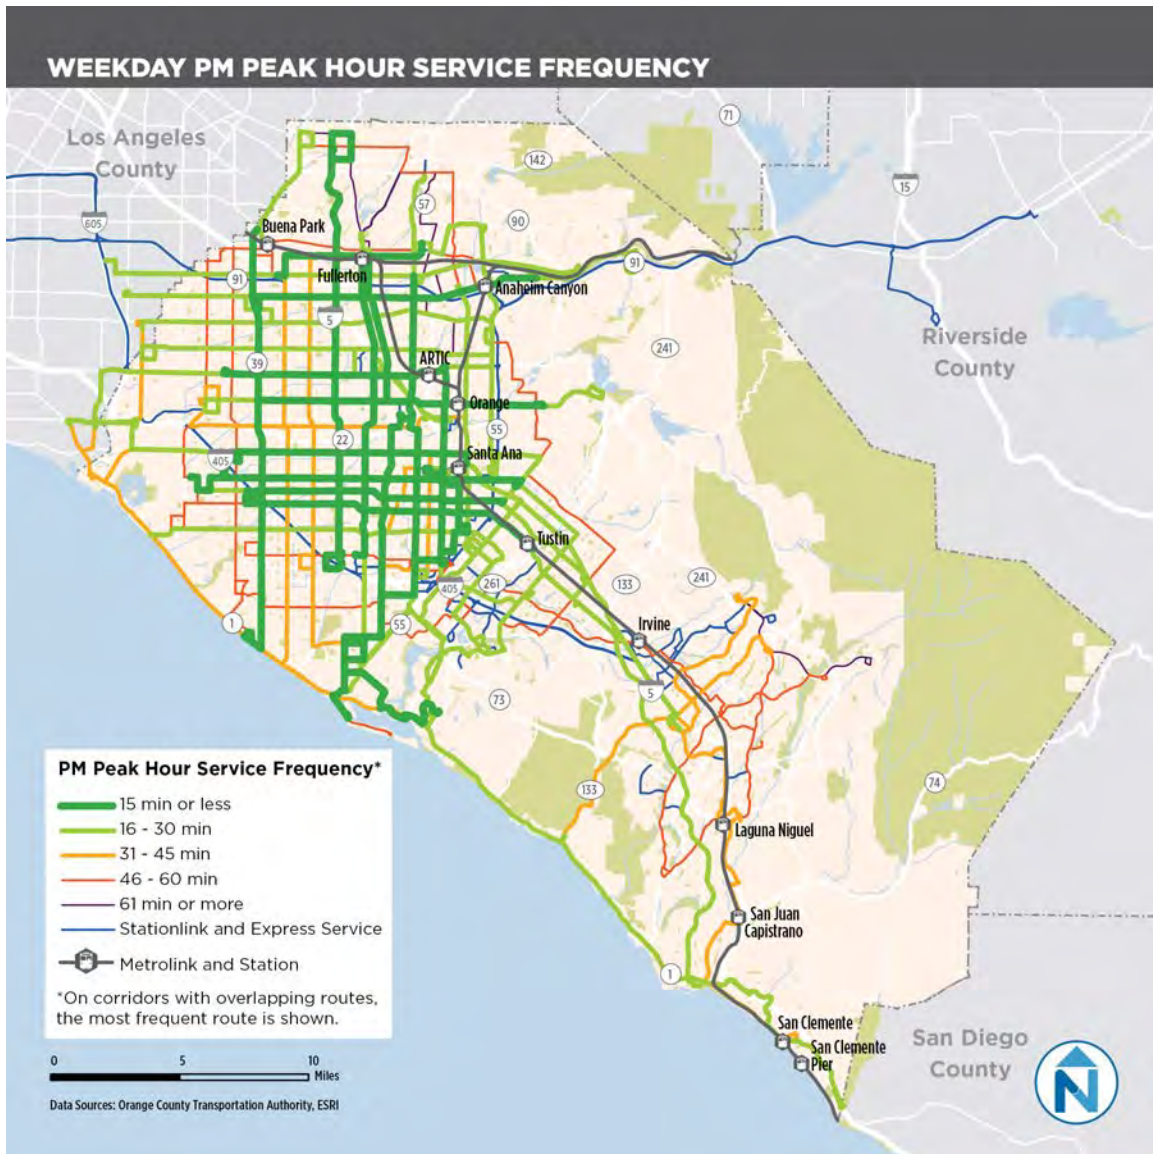 WEEKDAY PM PEAK HOUR SERVICE FREQUENCY
Los Angeles
County
71
142
15
605
57
90
Buena Park
91
Fullerton
91
Anaheim Canyon
5
241
Riverside
County
39
ARTIC
Orange
22
55
405
Santa Ana
Tustin
405
261
133
241
1
55
Irvine
5
73
133
74
Laguna Niguel
San Juan
Capistrano
1
San Clemente
San Clemente
Pier
San Diego
County
N
PM Peak Hour Service Frequency*
15 min or less
16 - 30 min
31 - 45 min
46 - 60 min
61 min or more
Stationlink and Express Service
Metrolink and Station
*On corridors with overlapping routes,
the most frequent route is shown.
0 5 10
Miles
Data Sources: Orange County Transportation Authority, ESRI